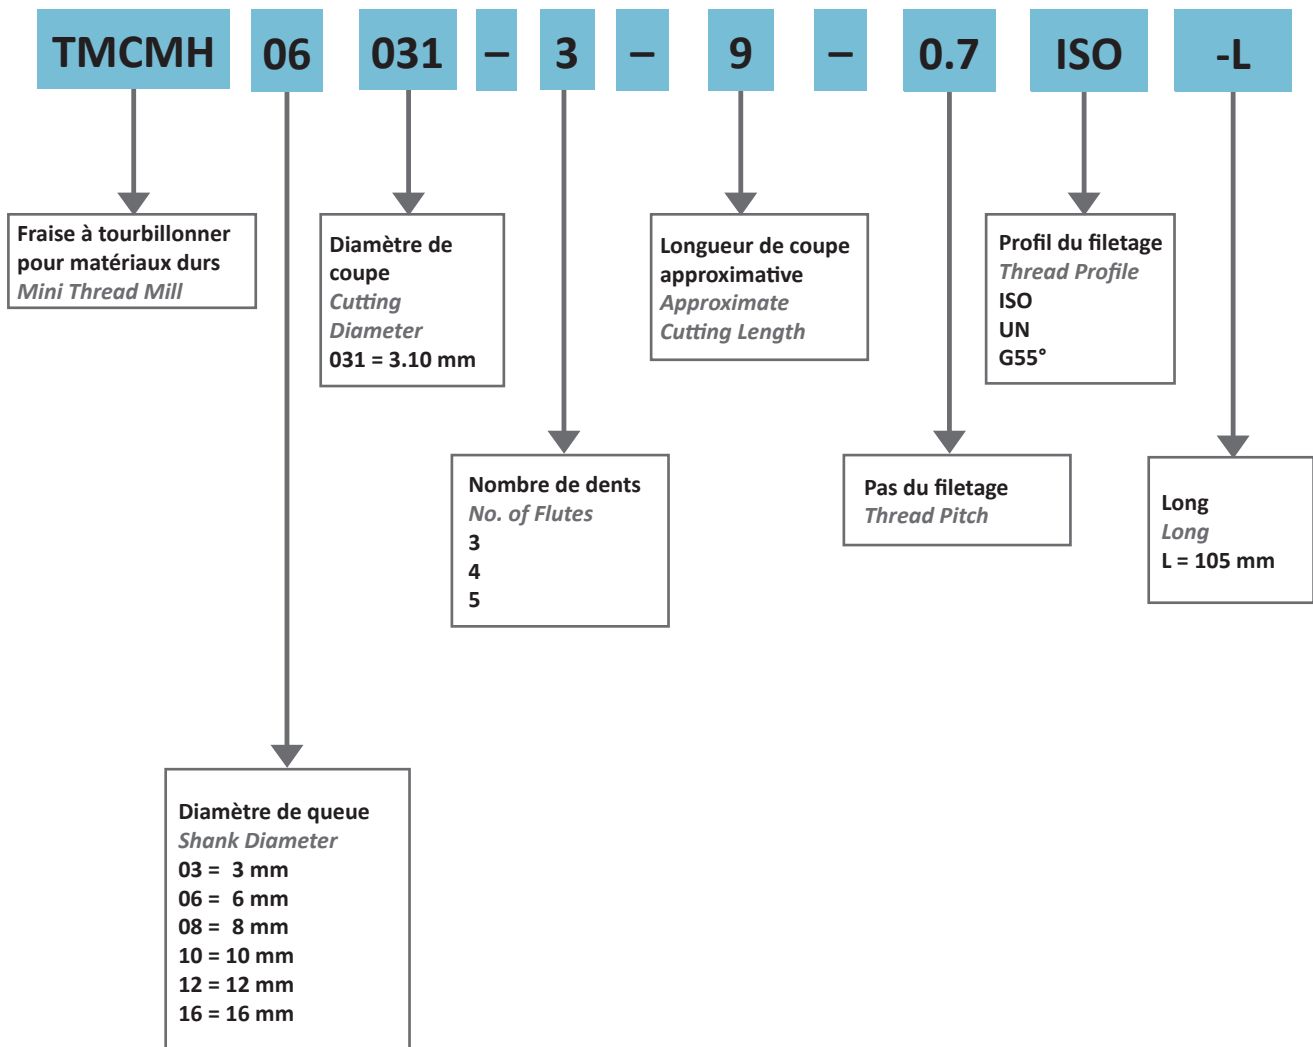 TMCMH 06 031 – 3 – 9 – 0.7 ISO -L
Fraise à tourbillonner
pour matériaux durs
Mini Thread Mill
Diamètre de
coupe
Cutting
Diameter
031 = 3.10 mm
Longueur de coupe
approximative
Approximate
Cutting Length
Profil du filetage
Thread Profile
ISO
UN
G55°
Nombre de dents
No. of Flutes
3
4
5
Pas du filetage
Thread Pitch
Long
Long
L = 105 mm
Diamètre de queue
Shank Diameter
03 = 3 mm
06 = 6 mm
08 = 8 mm
10 = 10 mm
12 = 12 mm
16 = 16 mm